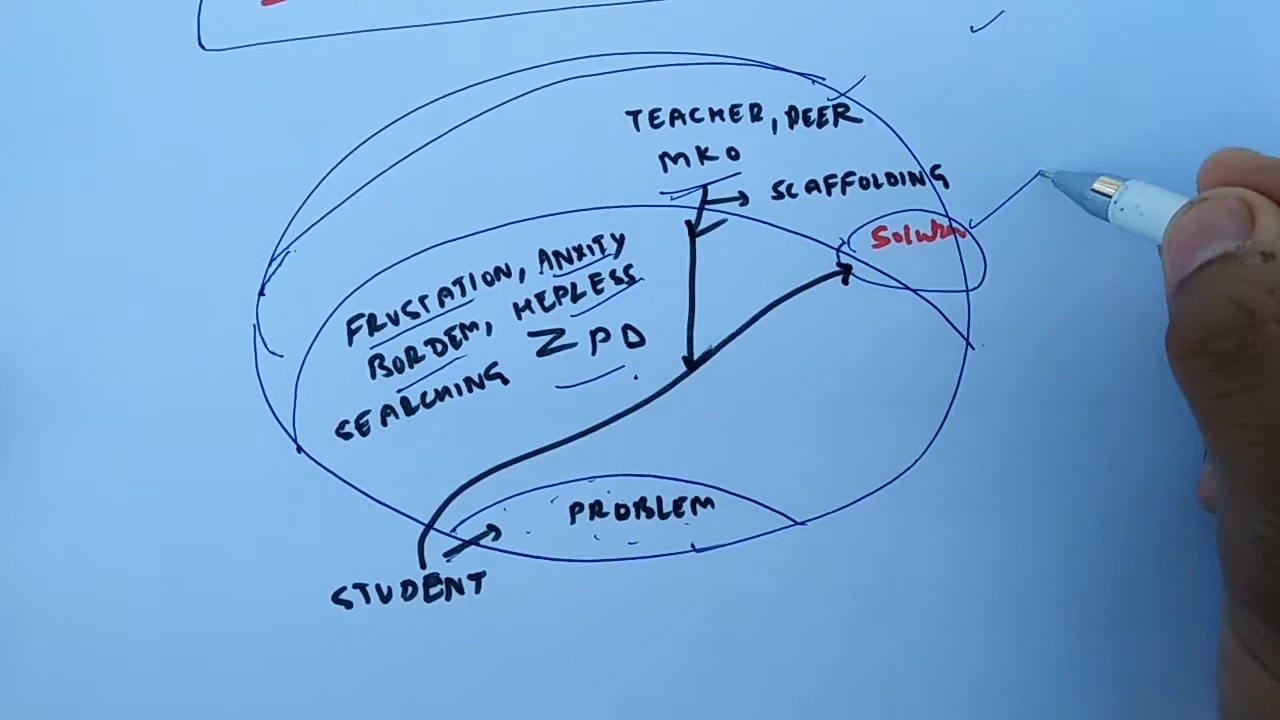 TEACHER, PEER
MKO
SCAFFOLDING
FRUSTATION, ANXITY
BORDEM, HEPLESS
SEARCHING ZPD
PROBLEM
STUDENT